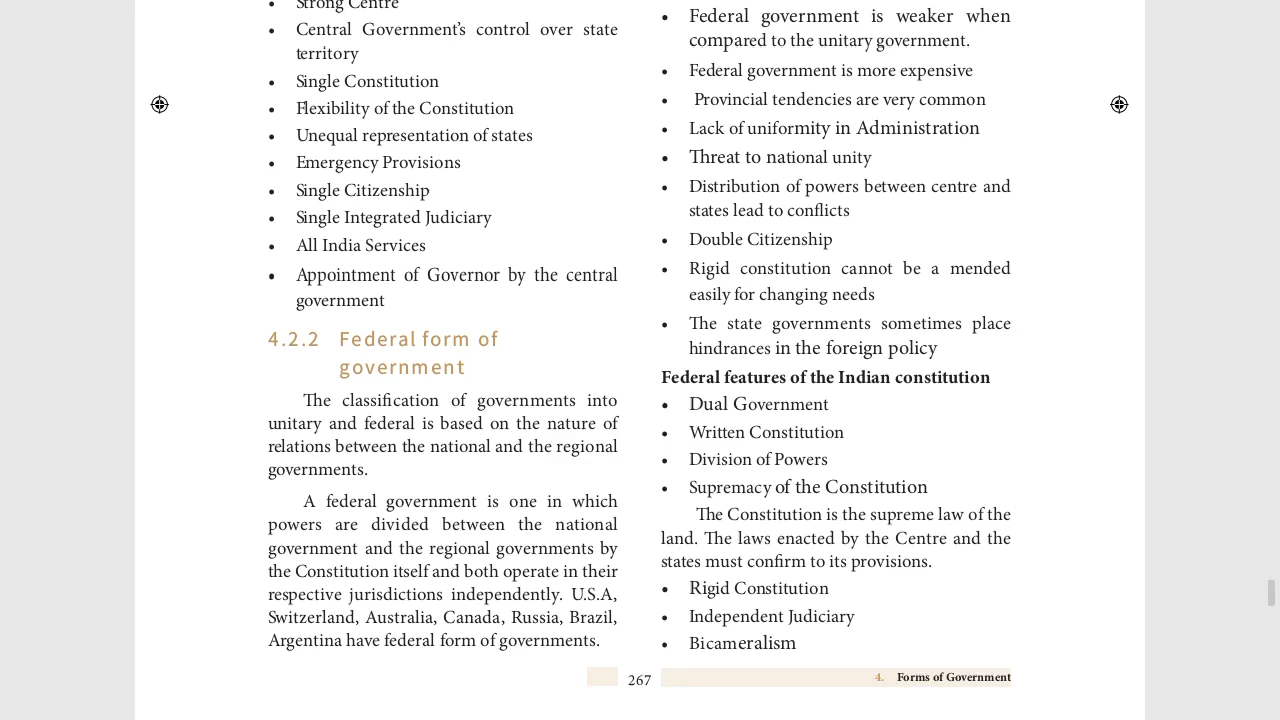 • Strong Centre
• Central Government's control over state
territory
• Single Constitution
• Flexibility of the Constitution
• Unequal representation of states
• Emergency Provisions
• Single Citizenship
• Single Integrated Judiciary
• All India Services
• Appointment of Governor by the central
government
4.2.2 Federal form of
government
The classification of governments into
unitary and federal is based on the nature of
relations between the national and the regional
governments.
A federal government is one in which
powers are divided between the national
government and the regional governments by
the Constitution itself and both operate in their
respective jurisdictions independently. U.S.A,
Switzerland, Australia, Canada, Russia, Brazil,
Argentina have federal form of governments.
• Federal government is weaker when
compared to the unitary government.
• Federal government is more expensive
• Provincial tendencies are very common
• Lack of uniformity in Administration
• Threat to national unity
• Distribution of powers between centre and
states lead to conflicts
• Double Citizenship
• Rigid constitution cannot be a mended
easily for changing needs
• The state governments sometimes place
hindrances in the foreign policy
Federal features of the Indian constitution
• Dual Government
• Written Constitution
• Division of Powers
• Supremacy of the Constitution
The Constitution is the supreme law of the
land. The laws enacted by the Centre and the
states must confirm to its provisions.
• Rigid Constitution
• Independent Judiciary
• Bicameralism
267
4. Forms of Government